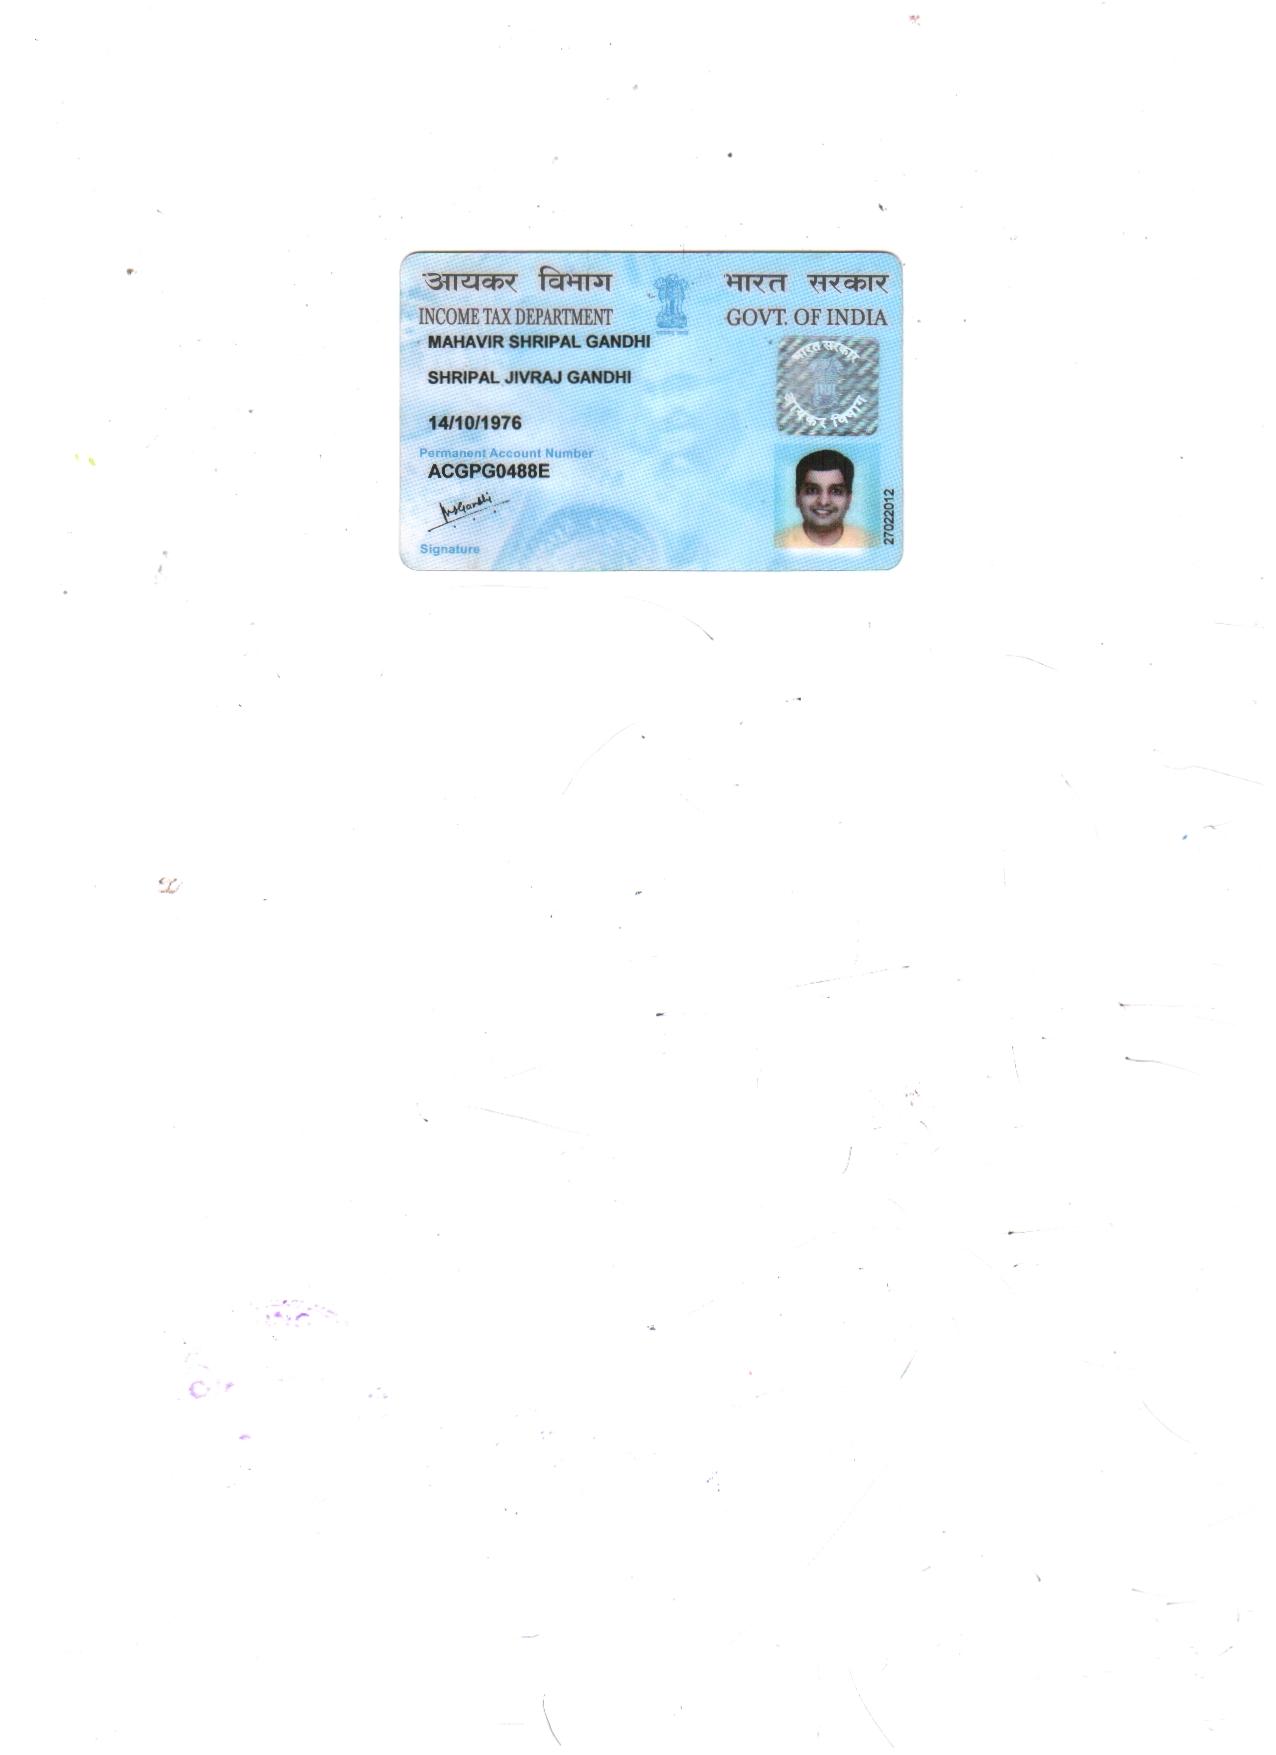 आयकर विभाग
भारत सरकार
INCOME TAX DEPARTMENT
GOVT. OF INDIA
MAHAVIR SHRIPAL GANDHI
SHRIPAL JIVRAJ GANDHI
14/10/1976
Permanent Account Number
ACGPG0488E
Signature
भारत सरकार
आयकर विभाग
27022012